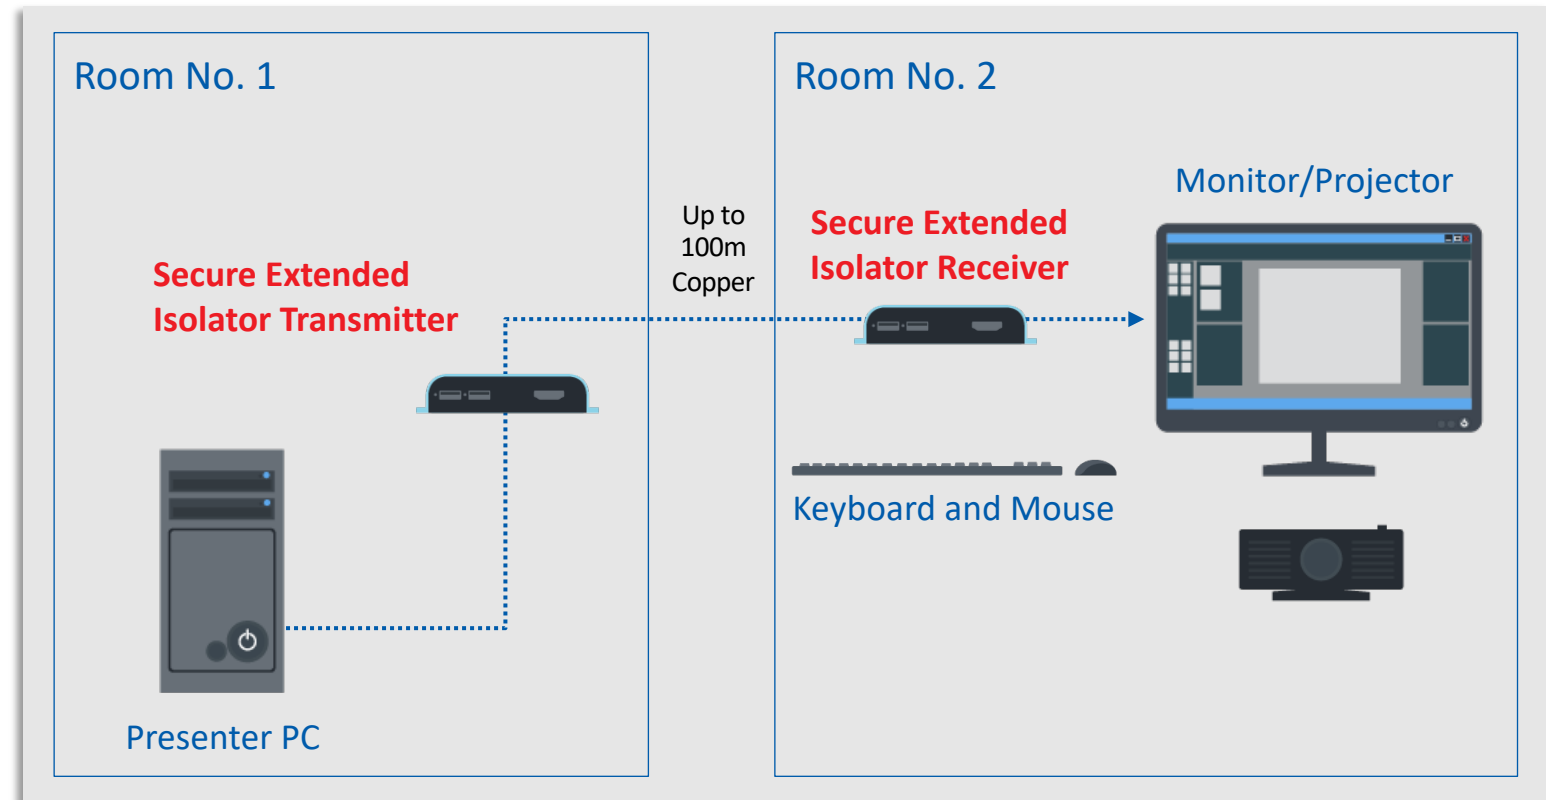 Room No. 1
Secure Extended
Isolator Transmitter
Presenter PC
Up to
100m
Copper
Room No. 2
Secure Extended
Isolator Receiver
Monitor/Projector
Keyboard and Mouse